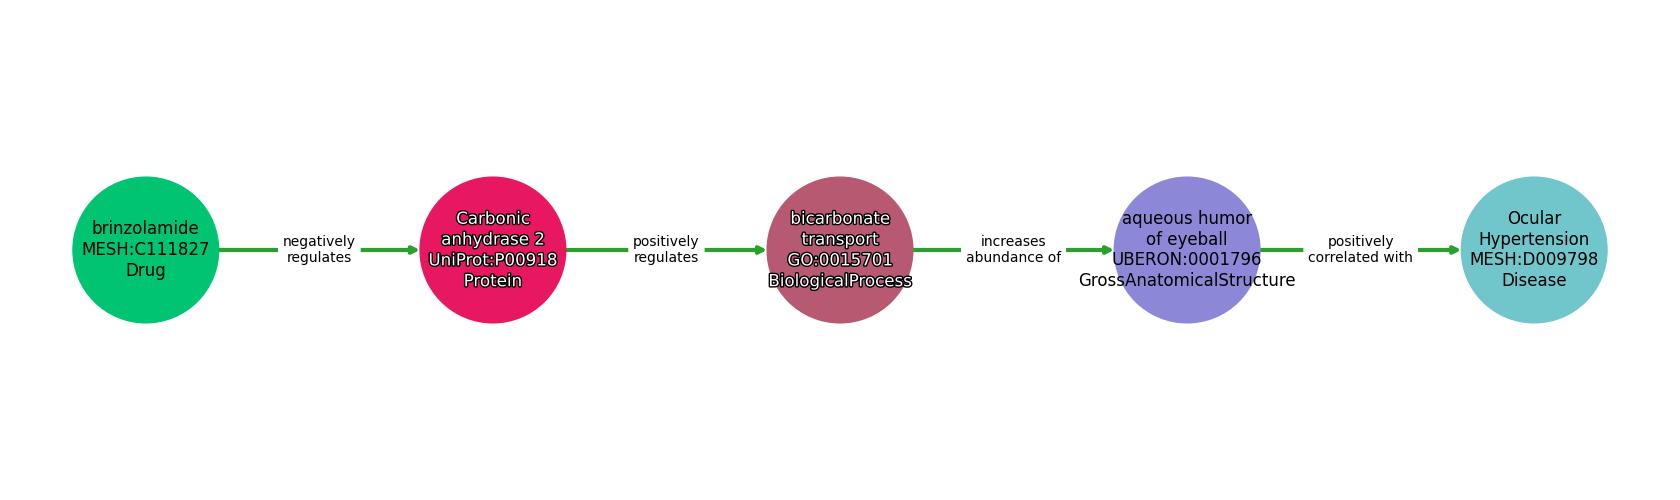 brinzolamide
MESH:C111827
Drug
negatively
regulates
Carbonic
anhydrase 2
UniProt:P00918
Protein
positively
regulates
bicarbonate
transport
GO:0015701
BiologicalProcess
increases
abundance of
aqueous humor
of eyeball
UBERON:0001796
GrossAnatomicalStructure
positively
correlated with
Ocular
Hypertension
MESH:D009798
Disease